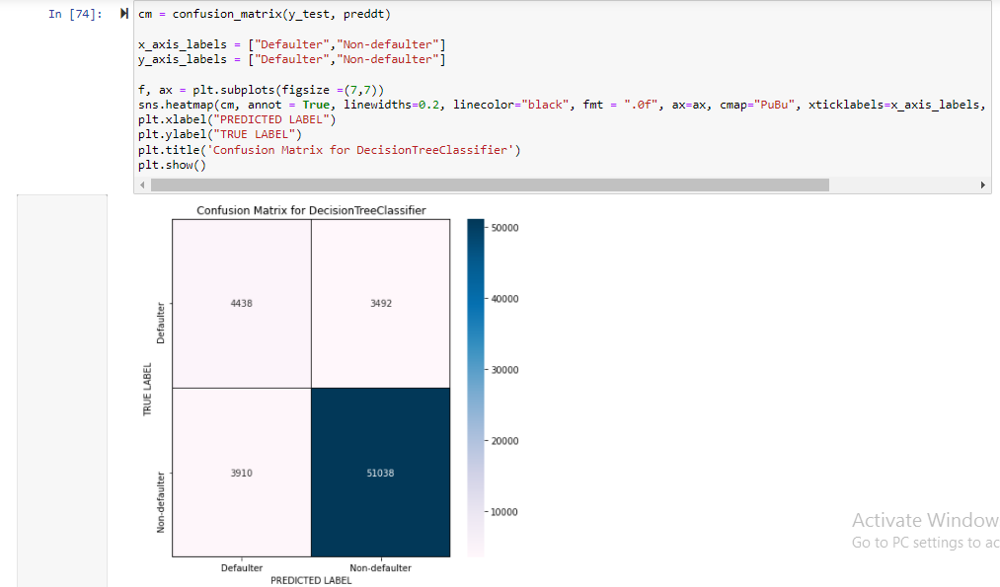 In [74]:
cm = confusion_matrix(y_test, preddt)
x_axis_labels = ["Defaulter","Non-defaulter"]
y_axis_labels = ["Defaulter","Non-defaulter"]
f, ax = plt.subplots(figsize =(7,7))
sns.heatmap(cm, annot = True, linewidths=0.2, linecolor="black", fmt = ".0f", ax=ax, cmap="PuBu", xticklabels=x_axis_labels,
plt.xlabel("PREDICTED LABEL")
plt.ylabel("TRUE LABEL")
plt.title('Confusion Matrix for DecisionTreeClassifier')
plt.show()
Confusion Matrix for DecisionTreeClassifier
TRUE LABEL
Defaulter
4438
3492
Non-defaulter
3910
51038
Defaulter
Non-defaulter
PREDICTED LABEL
50000
40000
30000
20000
10000
Activate Window
Go to PC settings to ac